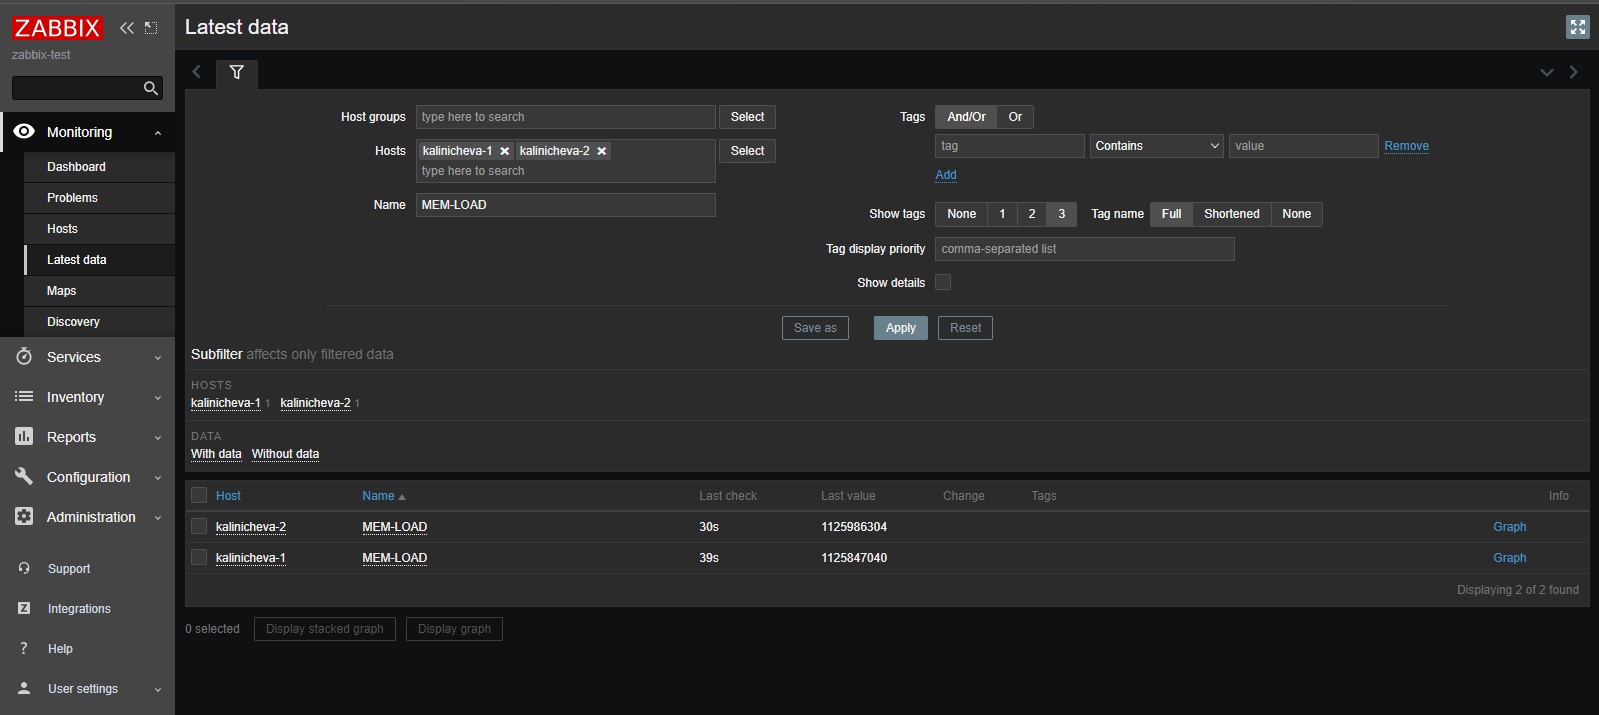 ZABBIX
zabbix-test
Monitoring
Dashboard
Problems
Hosts
Latest data
Maps
Discovery
Services
Inventory
Reports
Configuration
Administration
Support
Z Integrations
? Help
User settings
Latest data
Host groups type here to search Select
Hosts kalinicheva-1 kalinicheva-2 Select
type here to search
Name MEM-LOAD
Tags And/Or Or
tag Contains value Remove
Add
Show tags None 1 2 3 Tag name Full Shortened None
Tag display priority comma-separated list
Show details
Save as Apply Reset
Subfilter affects only filtered data
HOSTS
kalinicheva-1 1 kalinicheva-2 1
DATA
With data Without data
Host Name Last check Last value Change Tags Info
kalinicheva-2 MEM-LOAD 30s 1125986304 Graph
kalinicheva-1 MEM-LOAD 39s 1125847040 Graph
Displaying 2 of 2 found
0 selected Display stacked graph Display graph